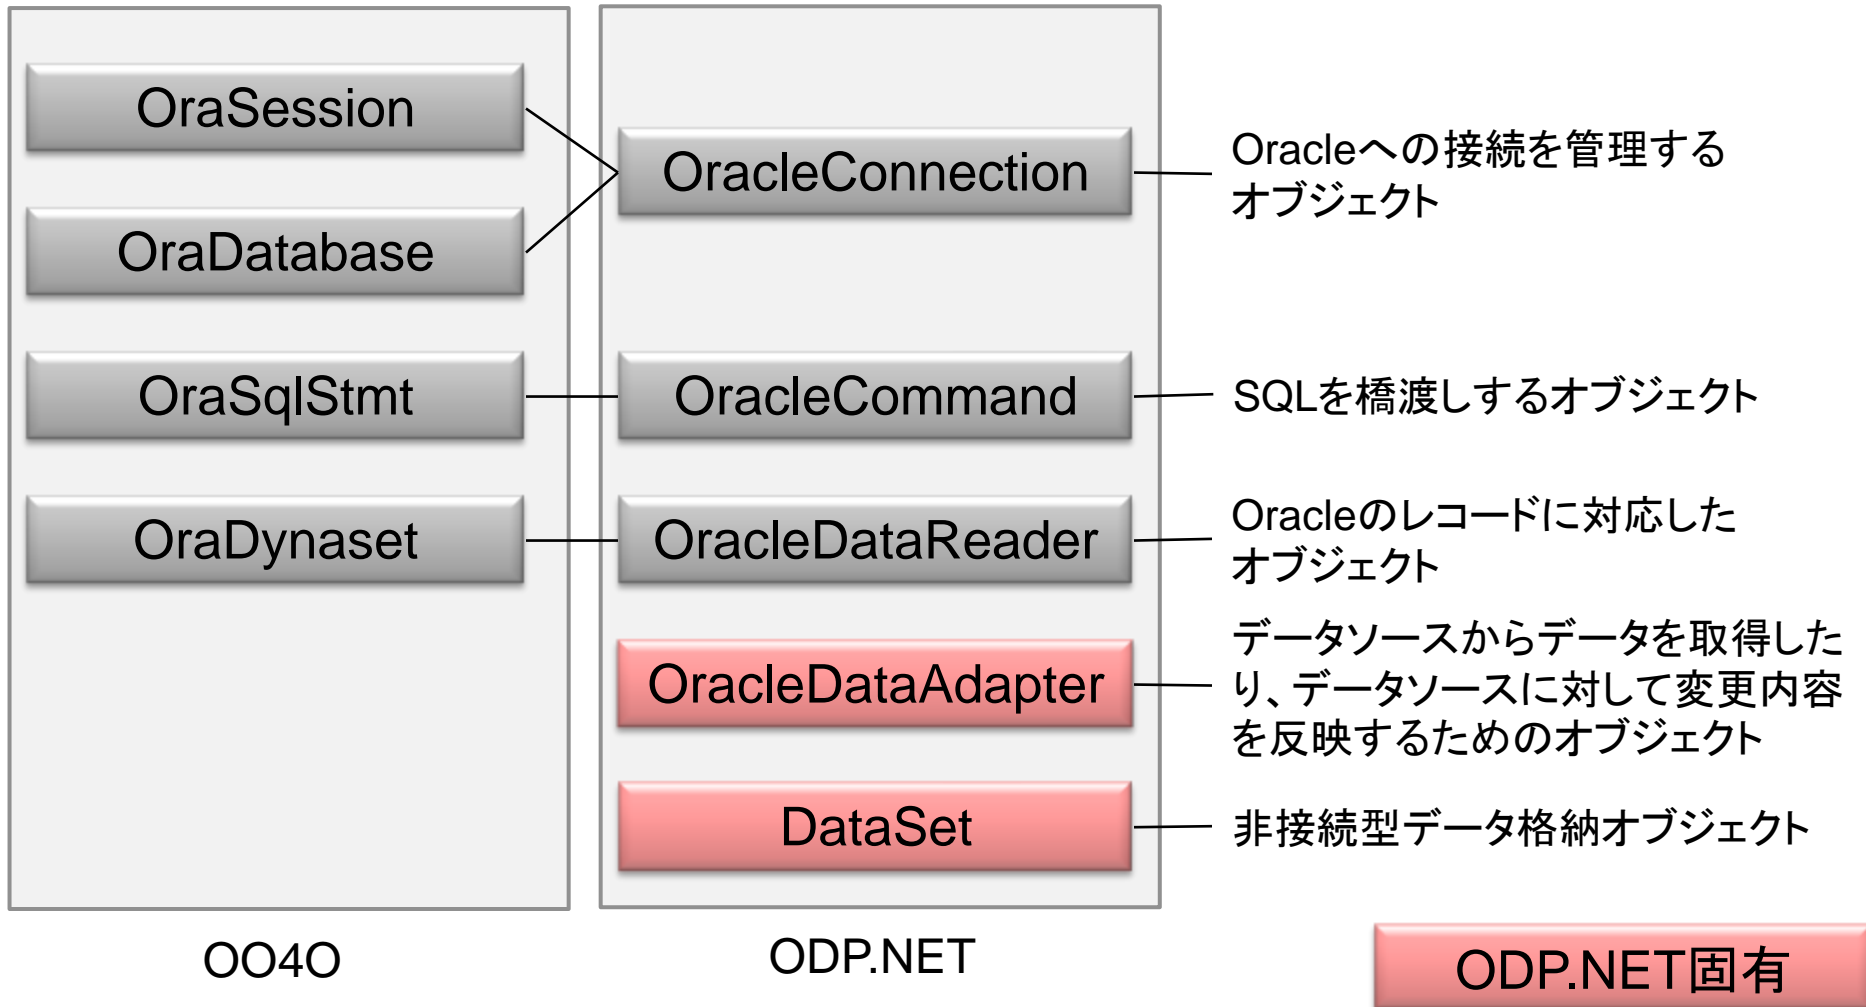 OraSession
OraDatabase
OraSqlStmt
OraDynaset
OO4O
OracleConnection
OracleCommand
OracleDataReader
OracleDataAdapter
DataSet
ODP.NET
Oracleへの接続を管理する
オブジェクト
SQLを橋渡しするオブジェクト
Oracleのレコードに対応した
オブジェクト
データソースからデータを取得した
り、データソースに対して変更内容
を反映するためのオブジェクト
非接続型データ格納オブジェクト
ODP.NET固有